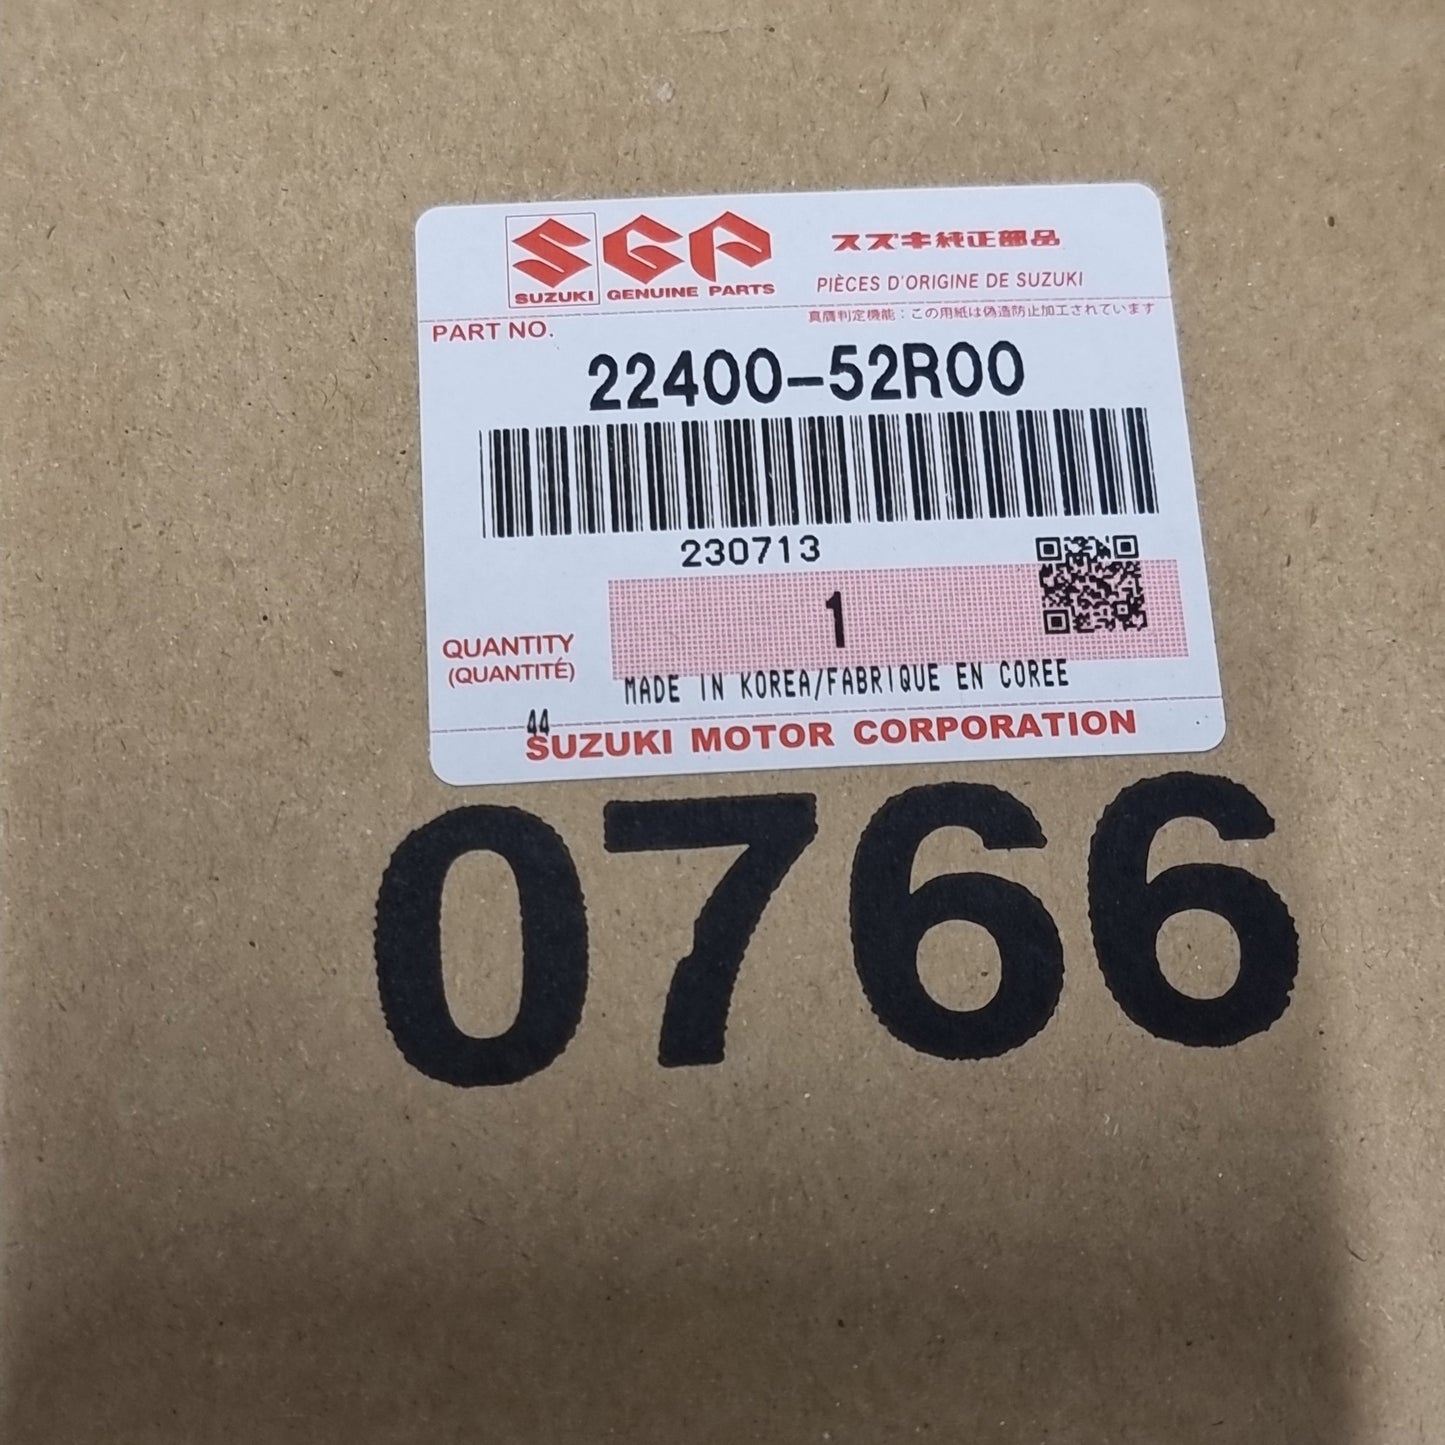 SGP スズキ純正部品
SUZUKI GENUINE PARTS PIÈCES D'ORIGINE DE SUZUKI
PART NO. 真贋判定機能：この用紙は偽造防止加工されています
22400-52R00
230713
1
QUANTITY
(QUANTITÉ)
MADE IN KOREA/FABRIQUE EN COREE
44
SUZUKI MOTOR CORPORATION
0766